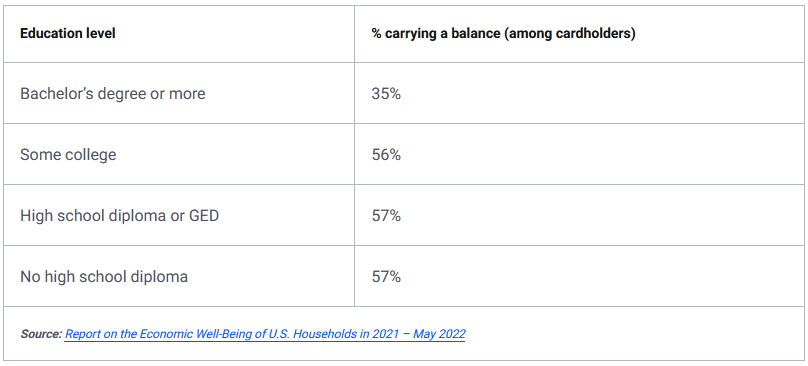 Education level % carrying a balance (among cardholders)
Bachelor’s degree or more 35%
Some college 56%
High school diploma or GED 57%
No high school diploma 57%
Source: Report on the Economic Well-Being of U.S. Households in 2021 – May 2022